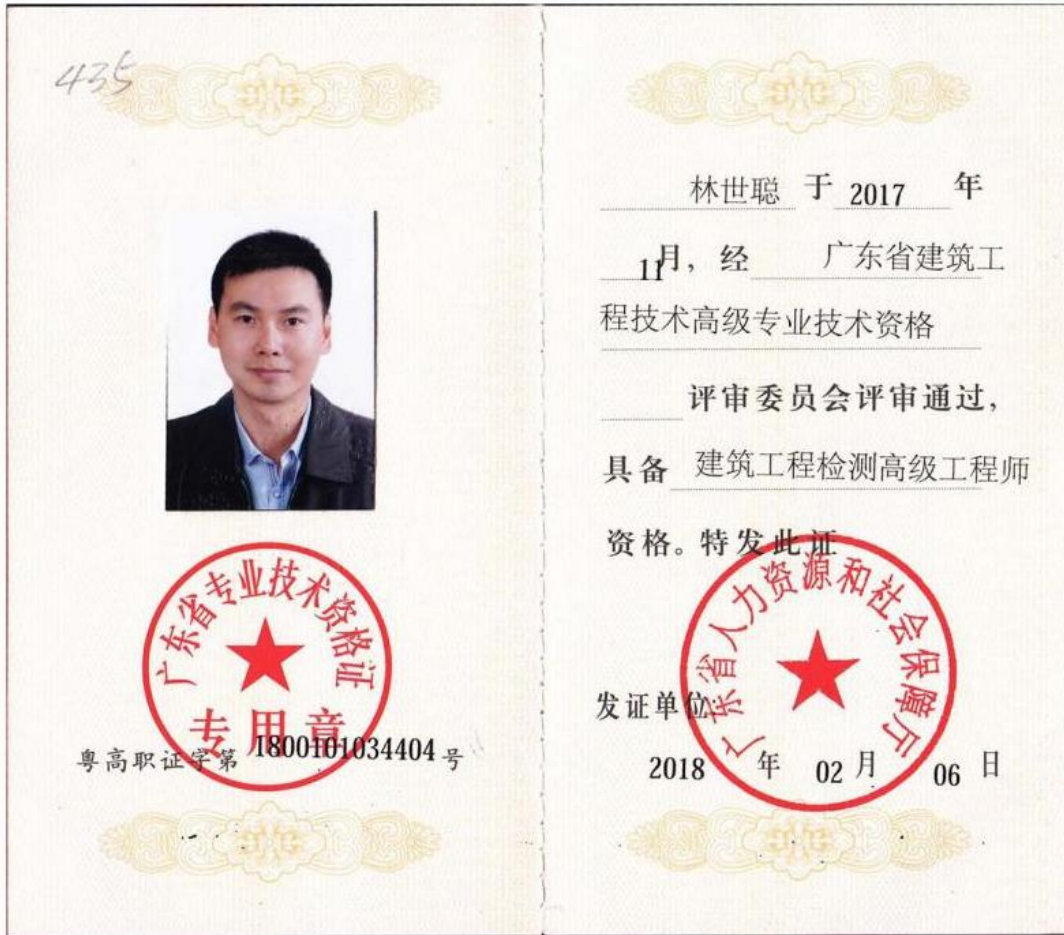 435
广东省专业技术资格证
专用章
粤高职证字第 1800101034404 号
林世聪 于 2017 年
11月，经 广东省建筑工
程技术高级专业技术资格
评审委员会评审通过，
具备 建筑工程检测高级工程师
资格。特发此证
广东省人力资源和社会保障厅
发证单位
2018 年 02 月 06 日